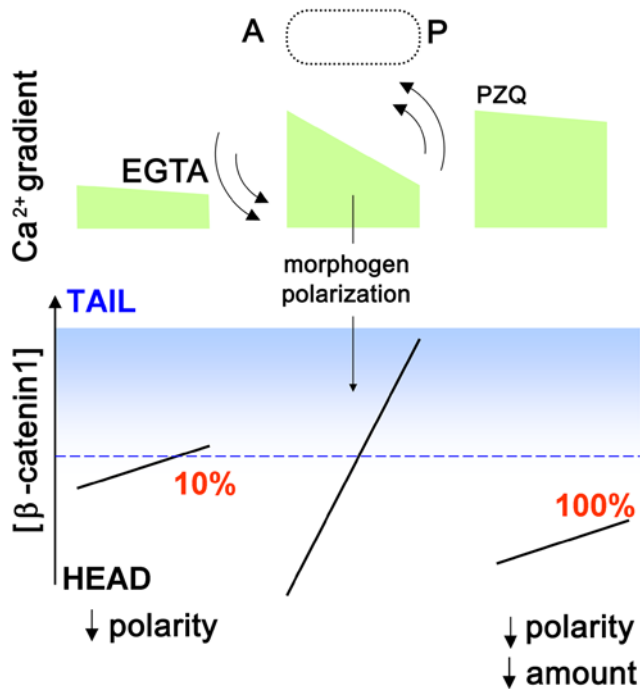 A
P
PZQ
EGTA
Ca²⁺ gradient
morphogen
polarization
TAIL
[β-catenin1]
10%
100%
HEAD
↓ polarity
↓ polarity
↓ amount